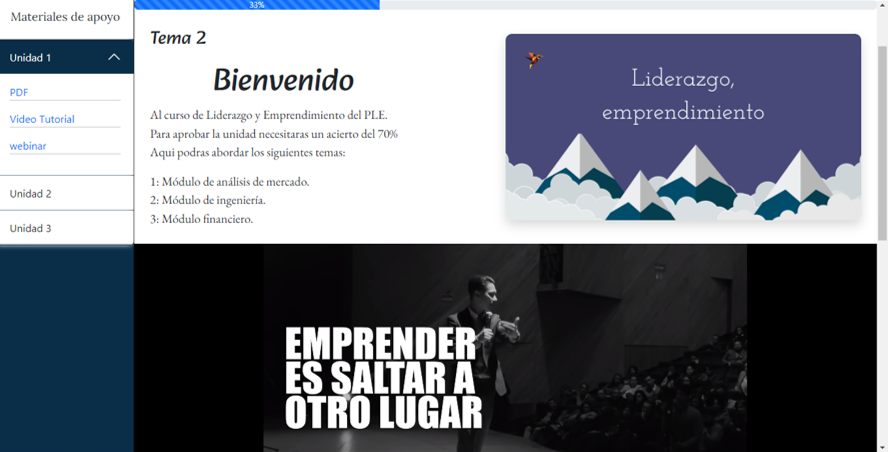 33%
Materiales de apoyo
Unidad 1
PDF
Video Tutorial
webinar
Unidad 2
Unidad 3
Tema 2
Bienvenido
Al curso de Liderazgo y Emprendimiento del PLE.
Para aprobar la unidad necesitaras un acierto del 70%
Aquí podras abordar los siguientes temas:
1: Módulo de análisis de mercado.
2: Módulo de ingeniería.
3: Módulo financiero.
Liderazgo,
emprendimiento
EMPRENDER
ES SALTAR A
OTRO LUGAR